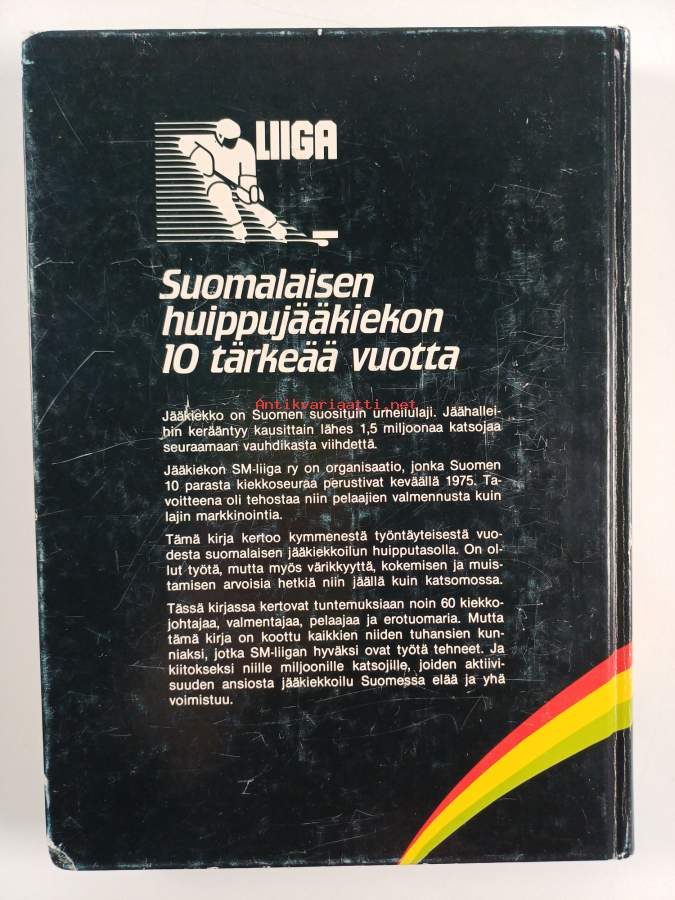 LIIGA
Suomalaisen
huippujääkiekon
10 tärkeää vuotta
Antikvariaatti.net
Jääkiekko on Suomen suosituin urheilulaji. Jäähallei-
hin kerääntyy kausittain lähes 1,5 miljoonaa katsojaa
seuraamaan vauhdikasta viihdettä.
Jääkiekon SM-liiga ry on organisaatio, jonka Suomen
10 parasta kiekkoseuraa perustivat keväällä 1975. Ta-
voitteena oli tehostaa niin pelaajien valmennusta kuin
lajin markkinointia.
Tämä kirja kertoo kymmenestä työntäyteisestä vuo-
desta suomalaisen jääkiekkoilun huipputasolla. On ol-
lut työtä, mutta myös värikkyyttä, kokemisen ja muis-
tamisen arvoisia hetkiä niin jäällä kuin katsomossa.
Tässä kirjassa kertovat tuntemuksiaan noin 60 kiekko-
johtajaa, valmentajaa, pelaajaa ja erotuomaria. Mutta
tämä kirja on koottu kaikkien niiden tuhansien kun-
niaksi, jotka SM-liigan hyväksi ovat työtä tehneet. Ja
kiitokseksi niille miljoonille katsojille, joiden aktiivi-
suuden ansiosta jääkiekkoilu Suomessa elää ja yhä
voimistuu.